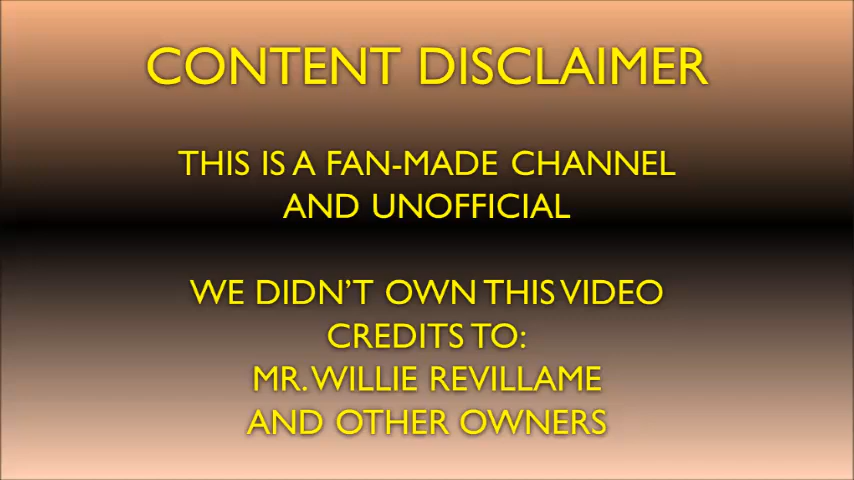 CONTENT DISCLAIMER
THIS IS A FAN-MADE CHANNEL
AND UNOFFICIAL
WE DIDN'T OWN THIS VIDEO
CREDITS TO:
MR. WILLIE REVILLAME
AND OTHER OWNERS